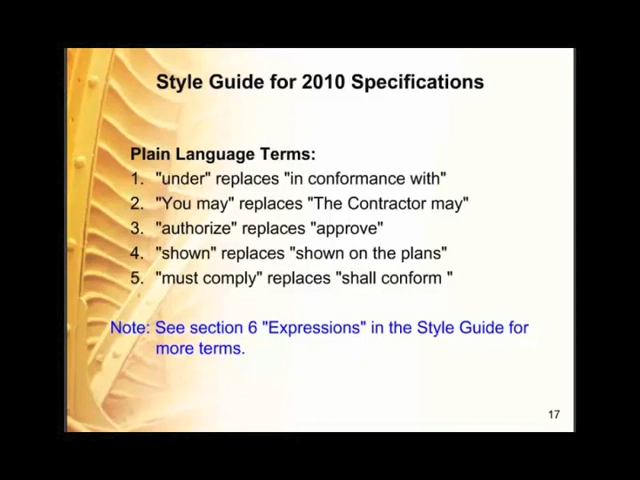 Style Guide for 2010 Specifications
Plain Language Terms:
1. "under" replaces "in conformance with"
2. "You may" replaces "The Contractor may"
3. "authorize" replaces "approve"
4. "shown" replaces "shown on the plans"
5. "must comply" replaces "shall conform "
Note: See section 6 "Expressions" in the Style Guide for
more terms.
17